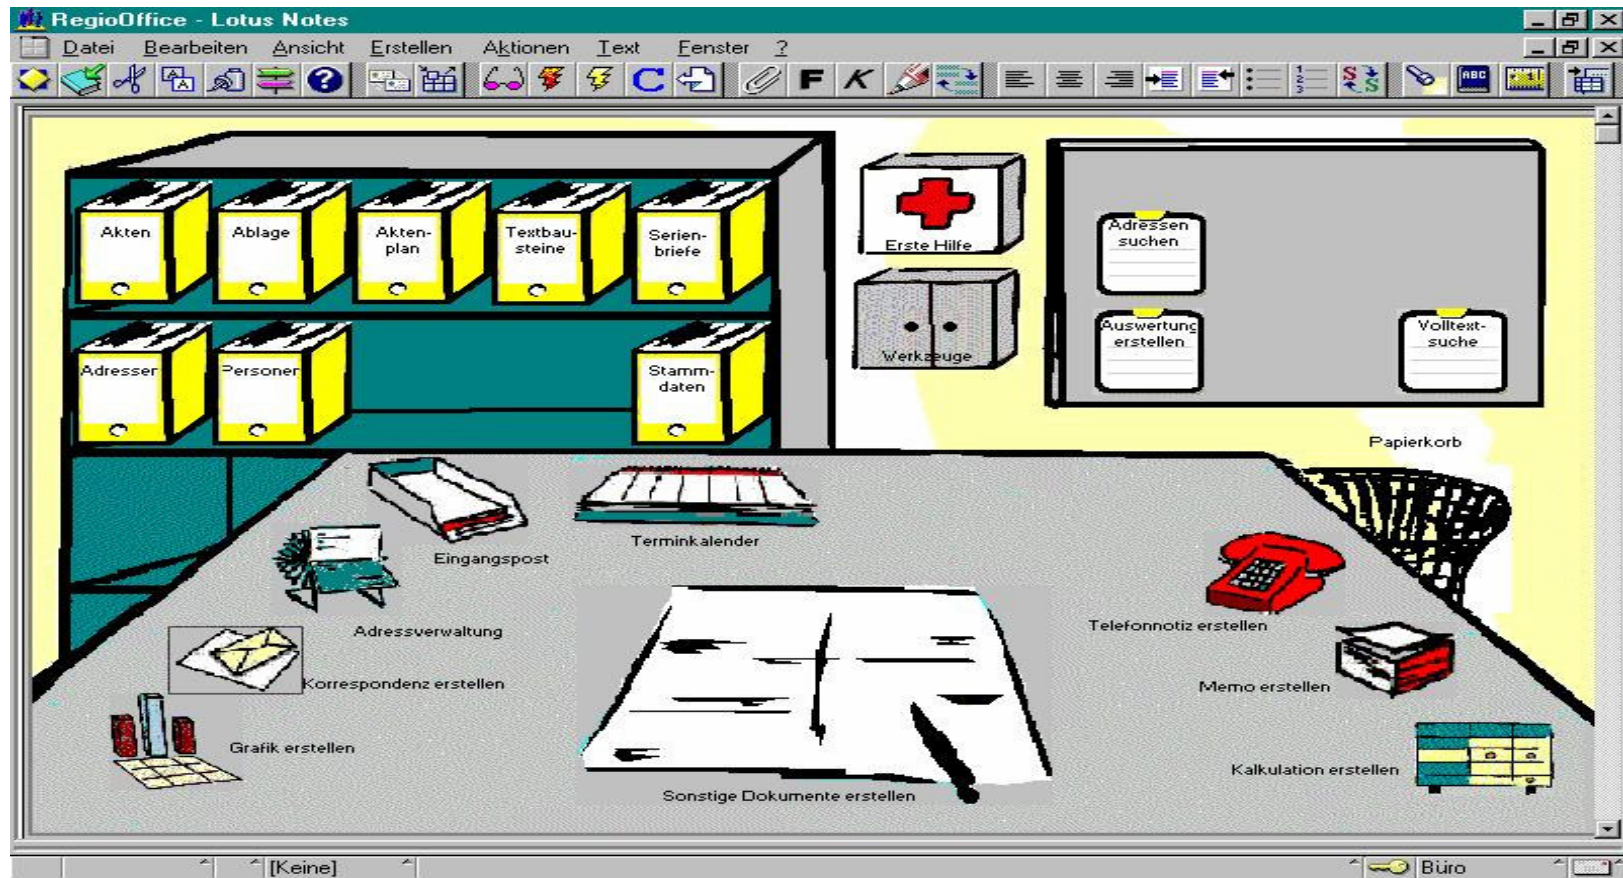 RegioOffice - Lotus Notes
Datei Bearbeiten Ansicht Erstellen Aktionen Text Fenster ?
F K ABC
Akten
Ablage
Akten-
plan
Textbau-
steine
Serien-
briefe
Erste Hilfe
Adressen
suchen
Werkzeuge
Auswertung
erstellen
Volltext-
suche
Adressen
Personen
Stamm-
daten
Papierkorb
Eingangspost
Terminkalender
Adressverwaltung
Telefonnotiz erstellen
Korrespondenz erstellen
Memo erstellen
Grafik erstellen
Kalkulation erstellen
Sonstige Dokumente erstellen
[Keine] Büro